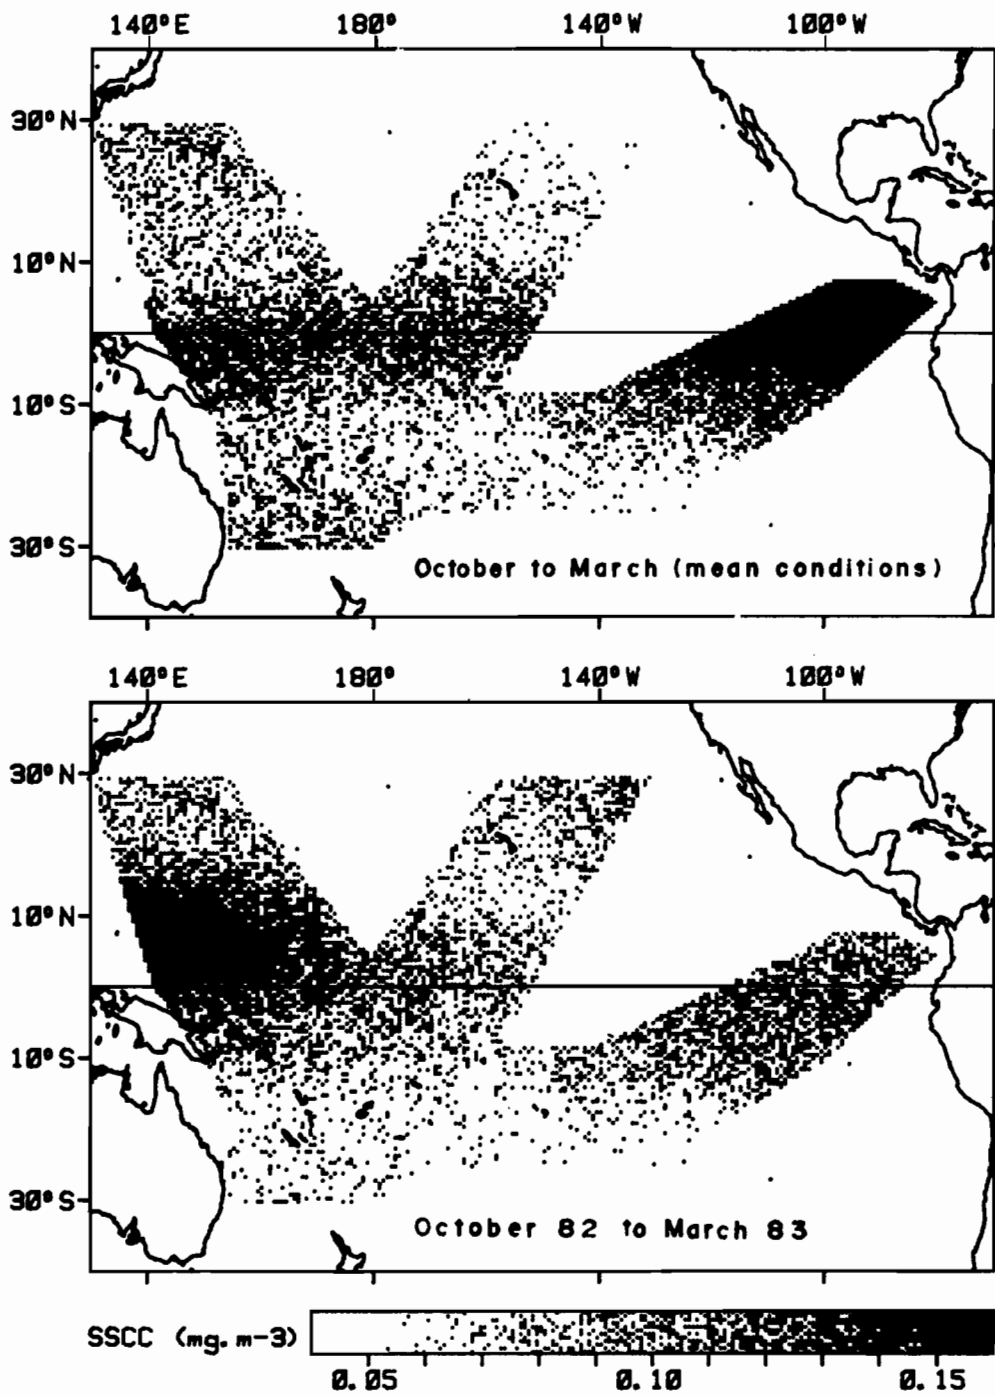 140°E 180° 140°W 100°W
30°N
10°N
10°S
30°S
October to March (mean conditions)
140°E 180° 140°W 100°W
30°N
10°N
10°S
30°S
October 82 to March 83
SSCC (mg. m-3)
0.05 0.10 0.15